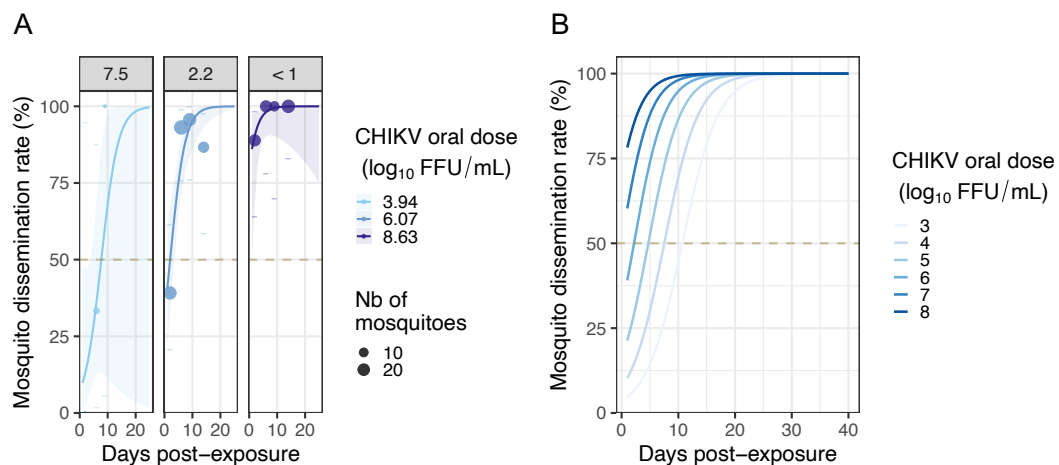 A
7.5 2.2 < 1
Mosquito dissemination rate (%)
100
75
50
25
0
0 10 20 0 10 20 0 10 20
Days post−exposure
CHIKV oral dose
(log10 FFU/mL)
3.94
6.07
8.63
Nb of
mosquitoes
10
20
B
Mosquito dissemination rate (%)
100
75
50
25
0
0 10 20 30 40
Days post−exposure
CHIKV oral dose
(log10 FFU/mL)
3
4
5
6
7
8